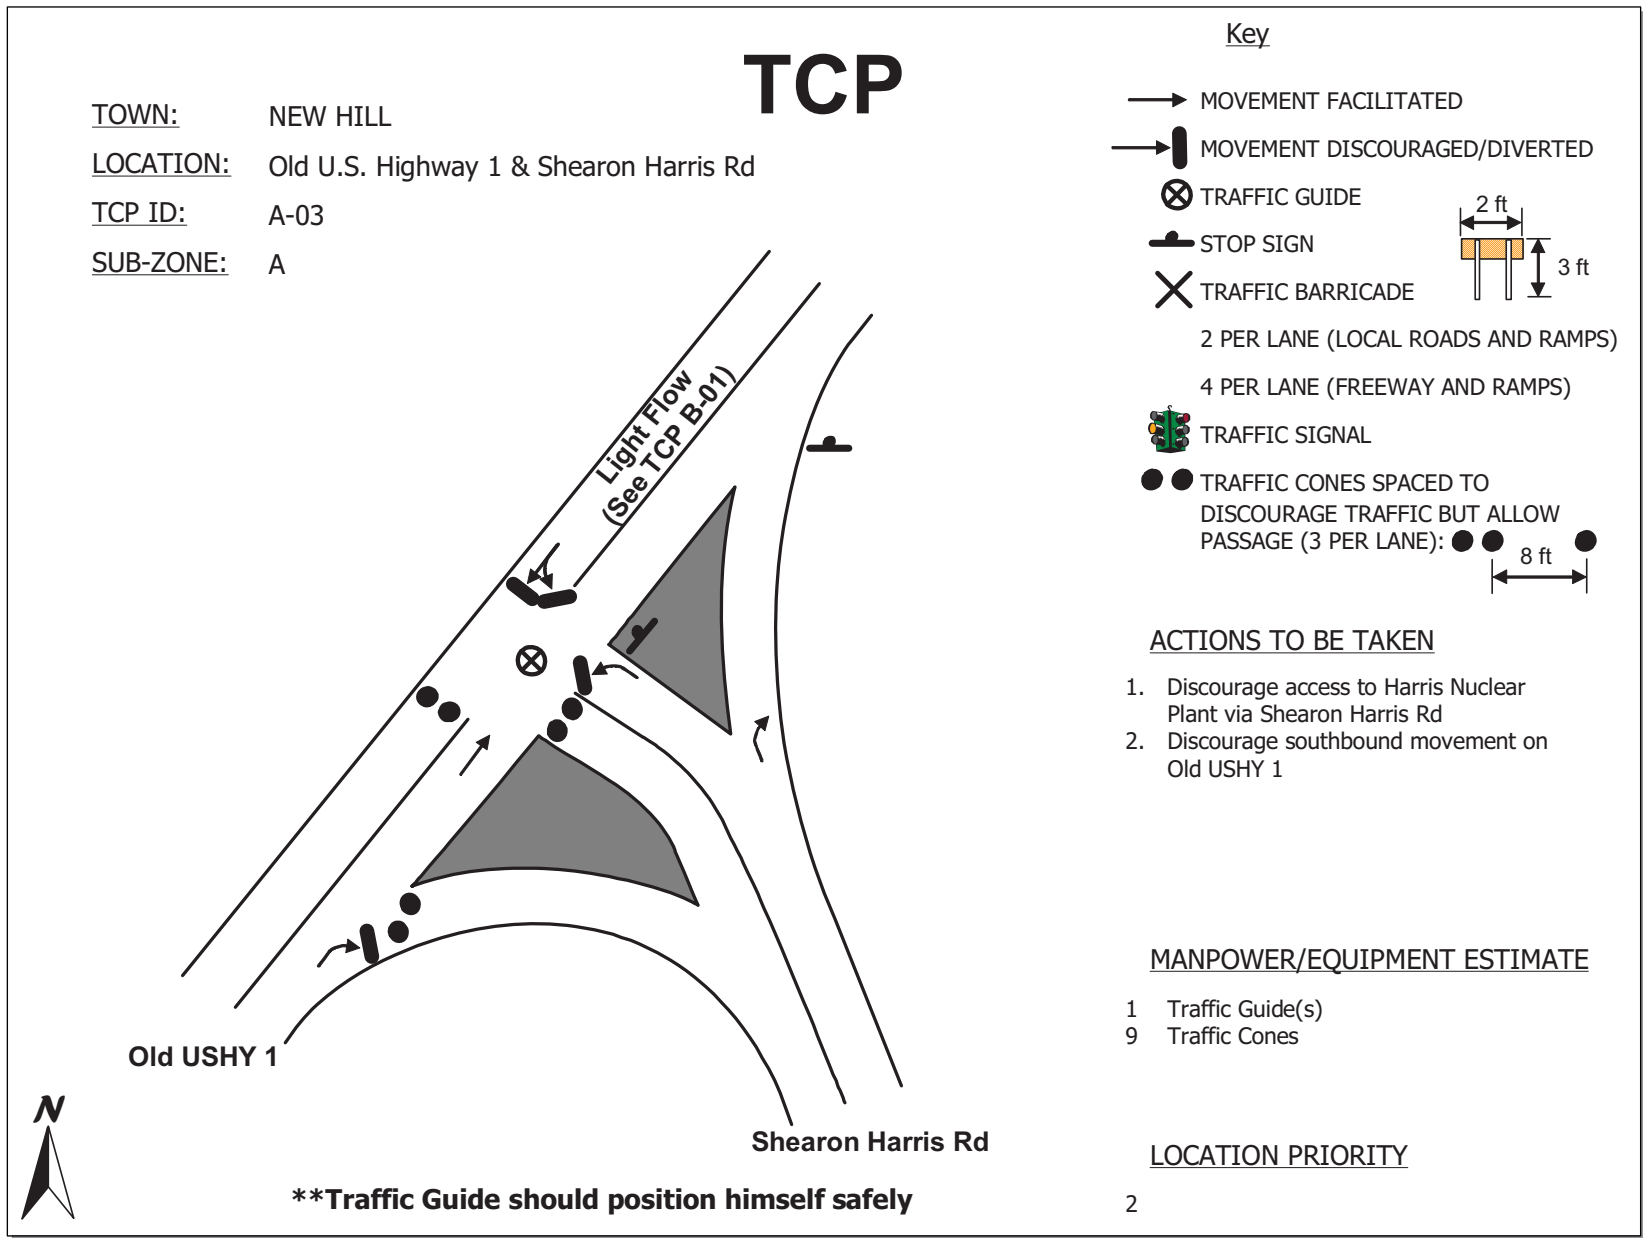 TCP
TOWN: NEW HILL
LOCATION: Old U.S. Highway 1 & Shearon Harris Rd
TCP ID: A-03
SUB-ZONE: A
Light Flow
(See TCP B-01)
Old USHY 1
Shearon Harris Rd
N
**Traffic Guide should position himself safely
Key
MOVEMENT FACILITATED
MOVEMENT DISCOURAGED/DIVERTED
TRAFFIC GUIDE
STOP SIGN
TRAFFIC BARRICADE
2 ft
3 ft
2 PER LANE (LOCAL ROADS AND RAMPS)
4 PER LANE (FREEWAY AND RAMPS)
TRAFFIC SIGNAL
TRAFFIC CONES SPACED TO
DISCOURAGE TRAFFIC BUT ALLOW
PASSAGE (3 PER LANE):
8 ft
ACTIONS TO BE TAKEN
1. Discourage access to Harris Nuclear
Plant via Shearon Harris Rd
2. Discourage southbound movement on
Old USHY 1
MANPOWER/EQUIPMENT ESTIMATE
1 Traffic Guide(s)
9 Traffic Cones
LOCATION PRIORITY
2